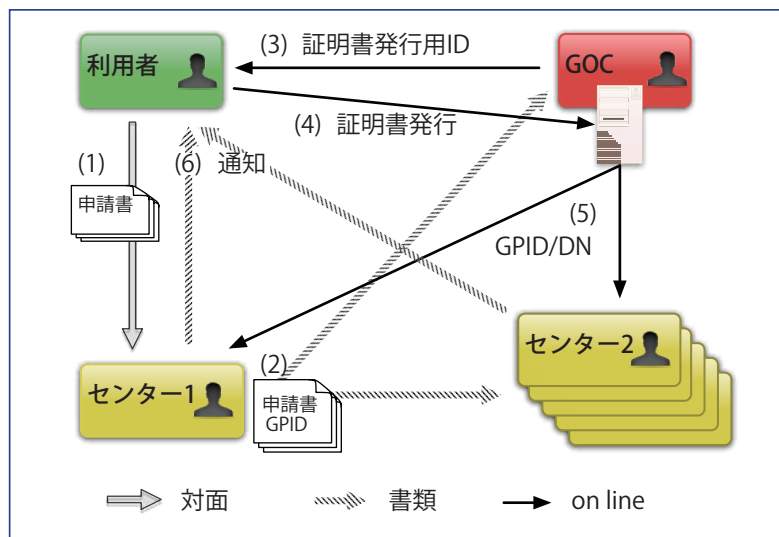 (3) 証明書発行用ID
利用者
GOC
(4) 証明書発行
(1)
(6) 通知
申請書
(5)
GPID/DN
センター2
(2)
センター1
申請書
GPID
対面
書類
on line